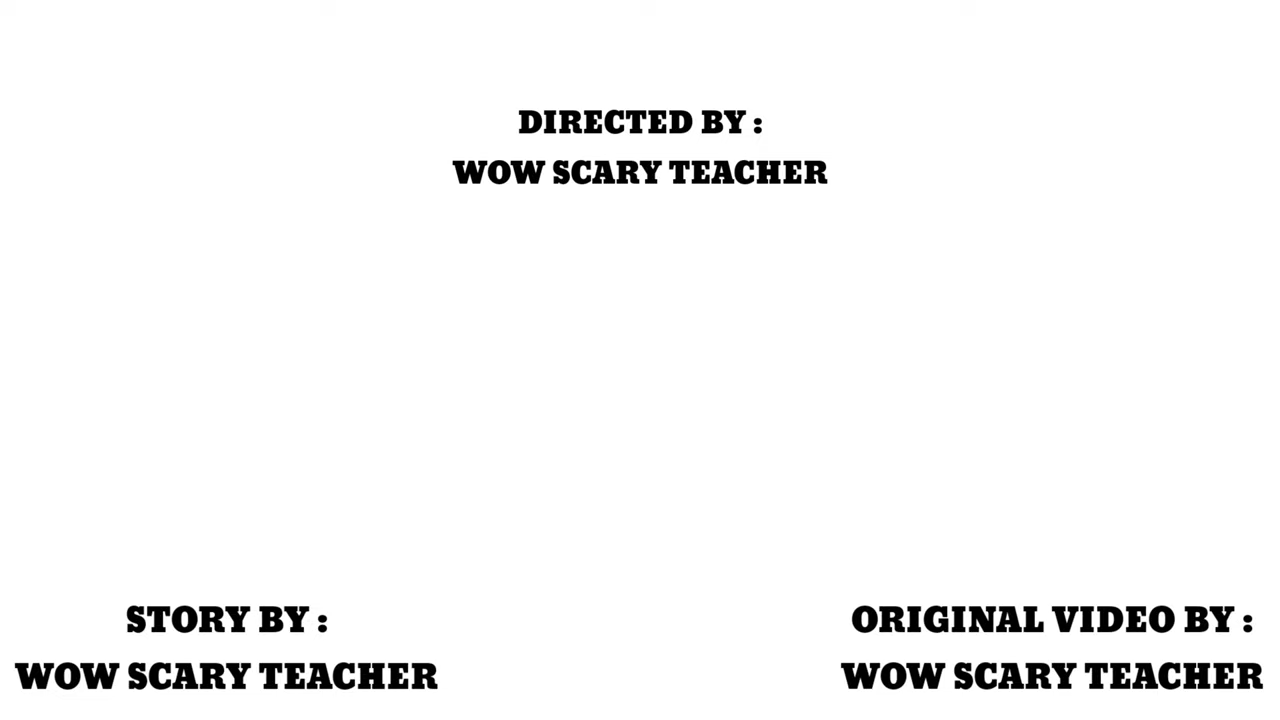 DIRECTED BY :
WOW SCARY TEACHER
STORY BY :
WOW SCARY TEACHER
ORIGINAL VIDEO BY :
WOW SCARY TEACHER